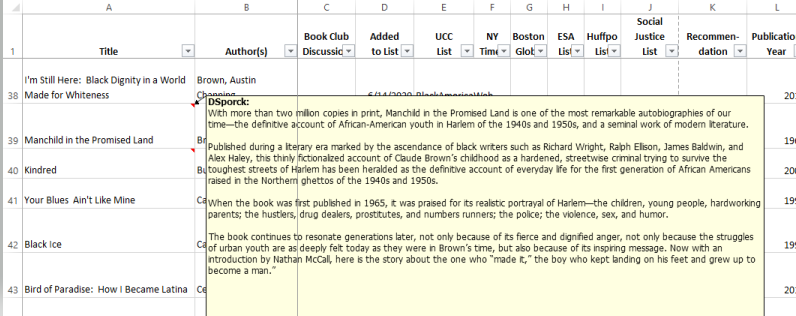 A B C D E F G H I J K L
1 Title Author(s) Book Club Discussic Added to List UCC List NY Time Boston Glob ESA List Huffpo List Social Justice List Recommen- dation Publicatio Year
I'm Still Here: Black Dignity in a World Brown, Austin
38 Made for Whiteness Channing 6/14/2020 BlackAmericaWeb 20
DSporck:
With more than two million copies in print, Manchild in the Promised Land is one of the most remarkable autobiographies of our
time—the definitive account of African-American youth in Harlem of the 1940s and 1950s, and a seminal work of modern literature.
39 Manchild in the Promised Land Br 196
Published during a literary era marked by the ascendance of black writers such as Richard Wright, Ralph Ellison, James Baldwin, and
Alex Haley, this thinly fictionalized account of Claude Brown's childhood as a hardened, streetwise criminal trying to survive the
toughest streets of Harlem has been heralded as the definitive account of everyday life for the first generation of African Americans
raised in the Northern ghettos of the 1940s and 1950s.
40 Kindred Bu 200
When the book was first published in 1965, it was praised for its realistic portrayal of Harlem—the children, young people, hardworking
parents; the hustlers, drug dealers, prostitutes, and numbers runners; the police; the violence, sex, and humor.
41 Your Blues Ain't Like Mine Ca 199
The book continues to resonate generations later, not only because of its fierce and dignified anger, not only because the struggles
of urban youth are as deeply felt today as they were in Brown's time, but also because of its inspiring message. Now with an
introduction by Nathan McCall, here is the story about the one who "made it," the boy who kept landing on his feet and grew up to
become a man."
42 Black Ice Ca 199
43 Bird of Paradise: How I Became Latina Ce 20